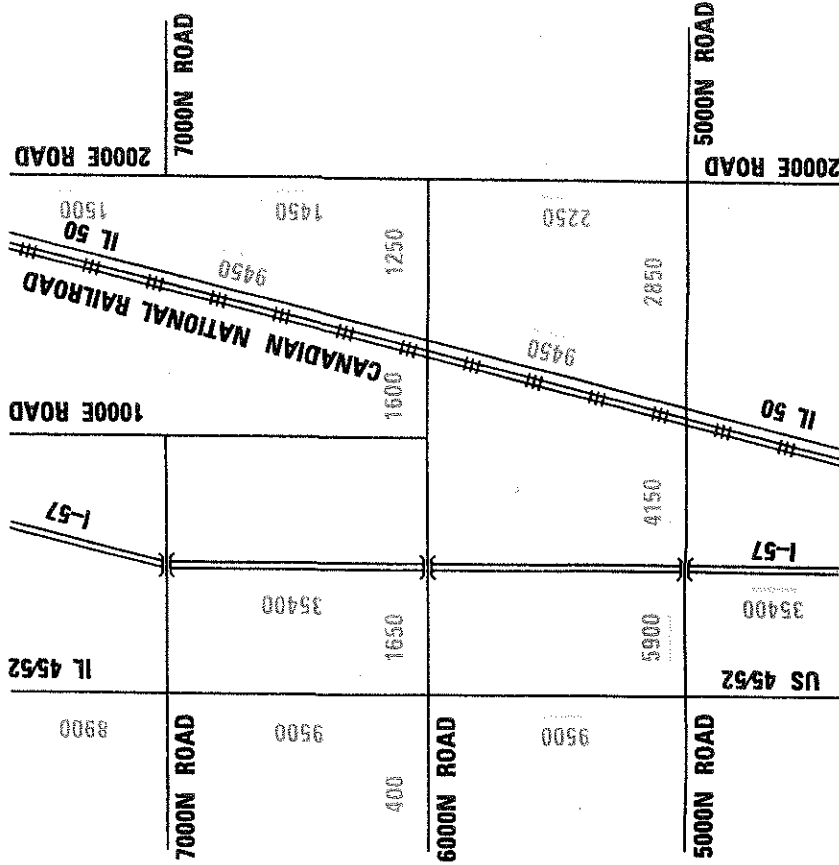 2000E ROAD
7000N ROAD
5000N ROAD
2000E ROAD
1500
1450
2250
IL 50
1250
9450
CANADIAN NATIONAL RAILROAD
2850
9450
1000E ROAD
1600
IL 50
I-57
4150
I-57
35400
1650
5900
35400
IL 45/52
US 45/52
8900
9500
9500
7000N ROAD
400
6000N ROAD
5000N ROAD